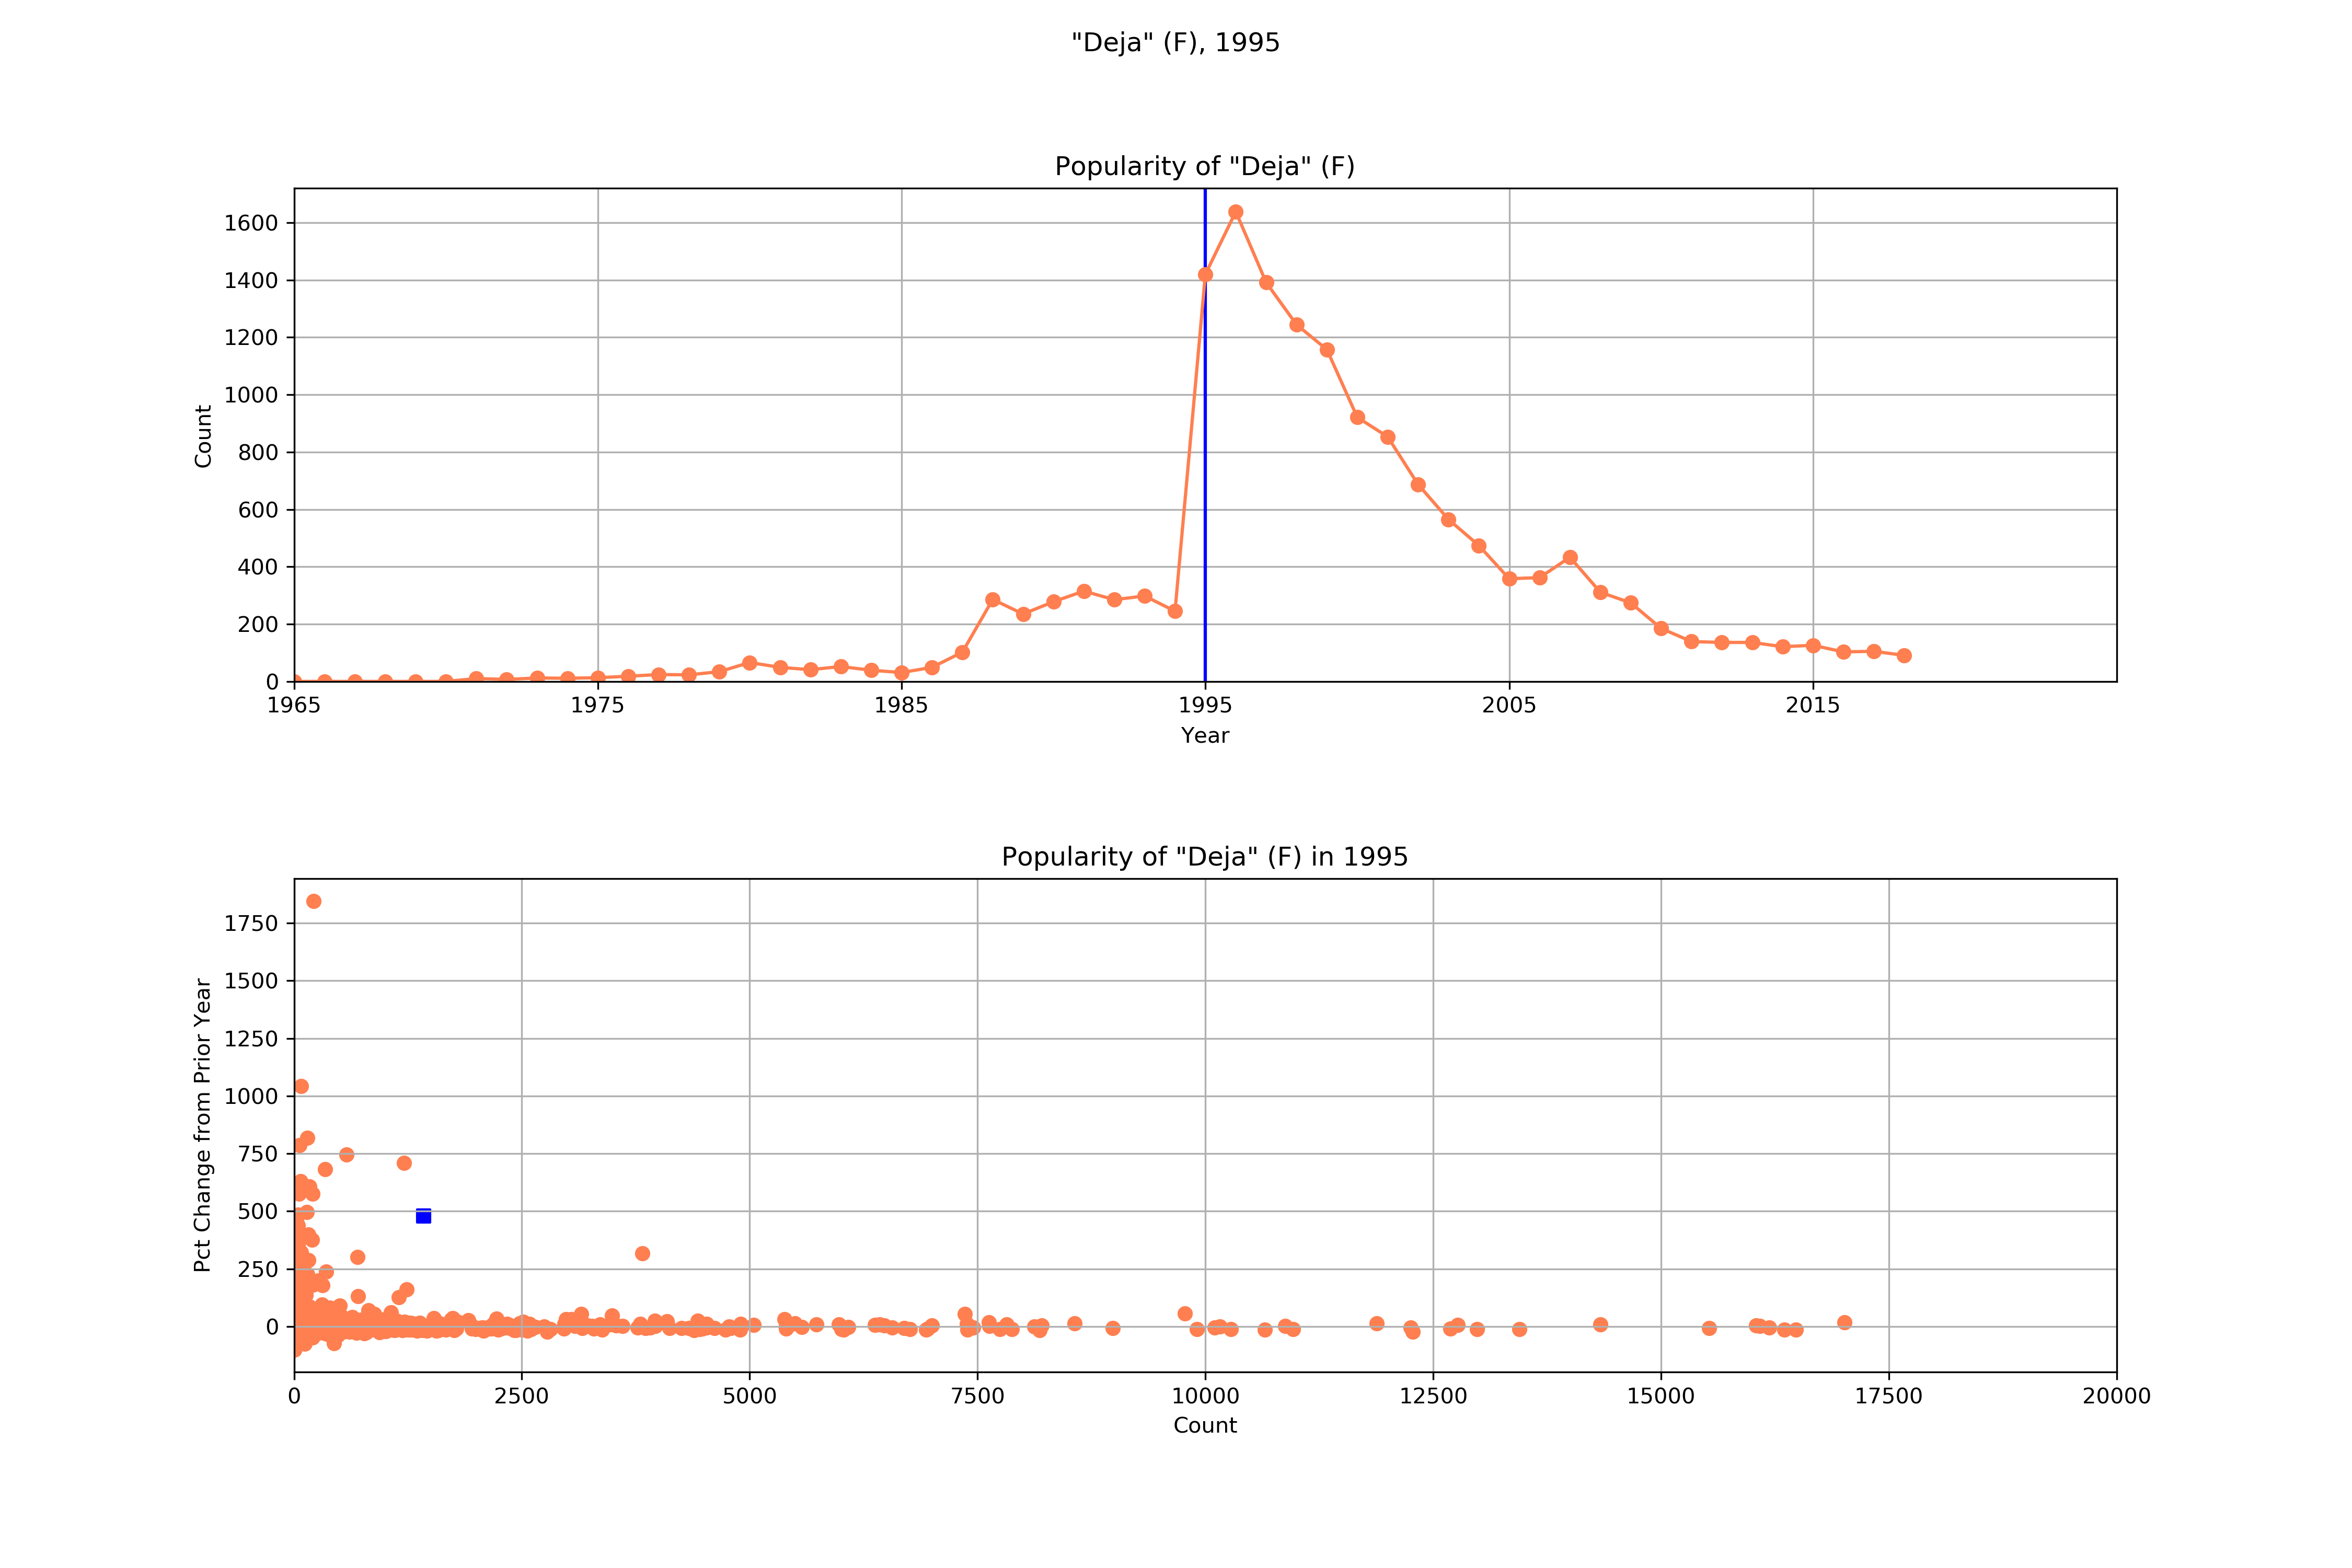 "Deja" (F), 1995
Popularity of "Deja" (F)
1600
1400
1200
1000
800
600
400
200
0
Count
1965 1975 1985 1995 2005 2015
Year
Popularity of "Deja" (F) in 1995
1750
1500
1250
1000
750
500
250
0
Pct Change from Prior Year
0 2500 5000 7500 10000 12500 15000 17500 20000
Count